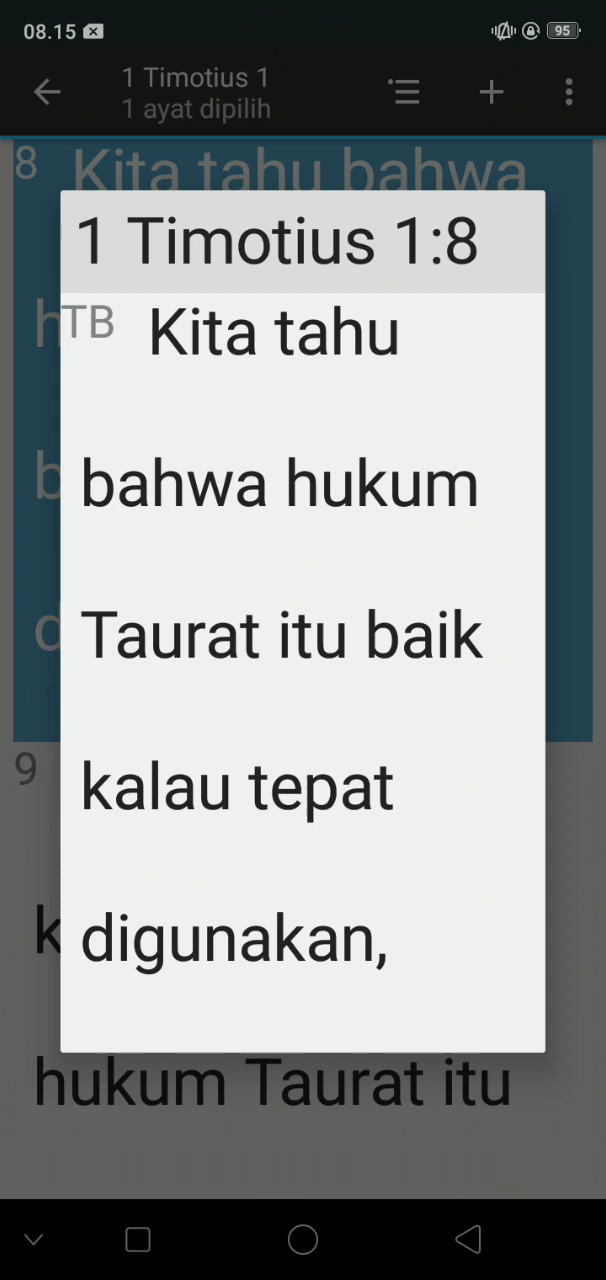 08.15
95
1 Timotius 1
1 ayat dipilih
8 Kita tahu bahwa
1 Timotius 1:8
TB Kita tahu
bahwa hukum
Taurat itu baik
kalau tepat
digunakan,
9
hukum Taurat itu